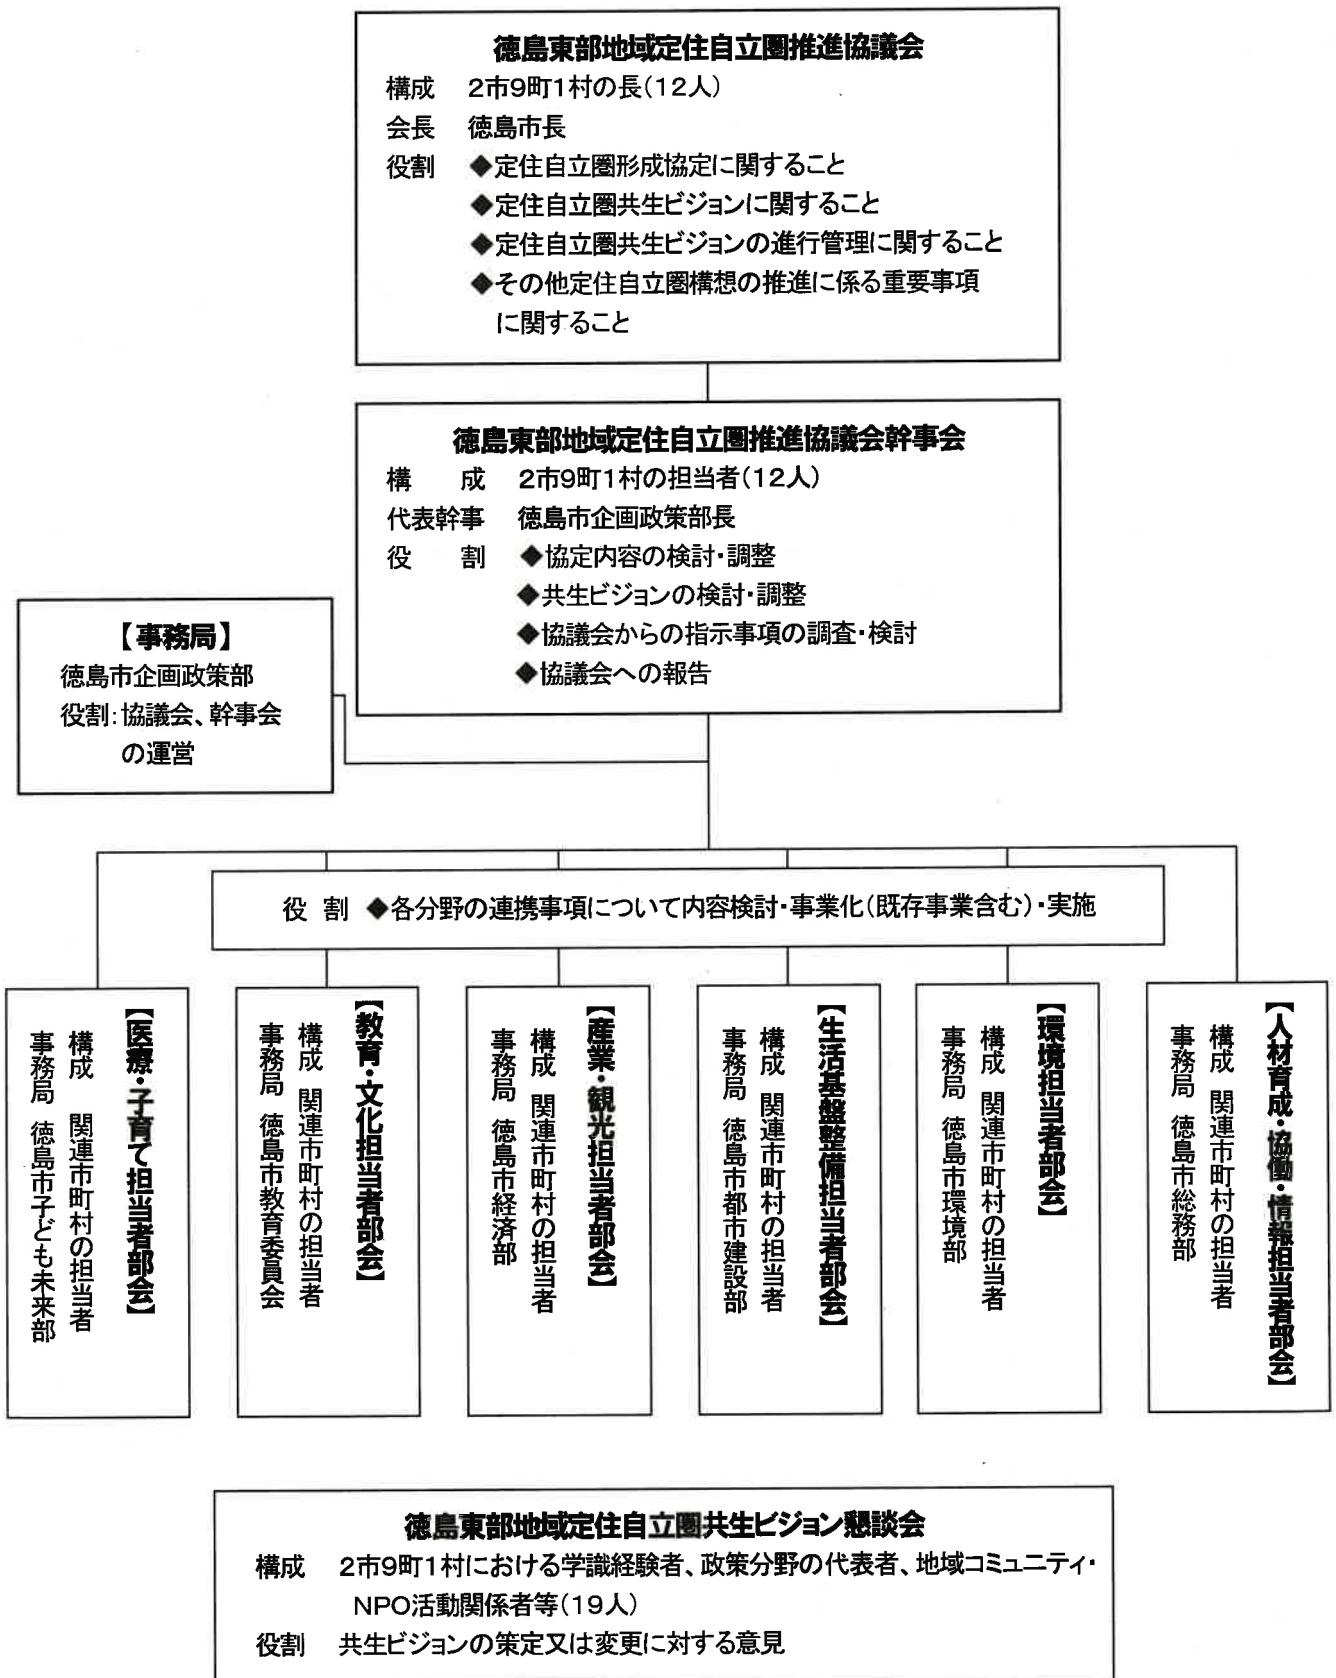 徳島東部地域定住自立圏推進協議会
構成 2市9町1村の長(12人)
会長 徳島市長
役割 ◆定住自立圏形成協定に関すること
◆定住自立圏共生ビジョンに関すること
◆定住自立圏共生ビジョンの進行管理に関すること
◆その他定住自立圏構想の推進に係る重要事項
に関すること
徳島東部地域定住自立圏推進協議会幹事会
構 成 2市9町1村の担当者(12人)
代表幹事 徳島市企画政策部長
役 割 ◆協定内容の検討・調整
◆共生ビジョンの検討・調整
◆協議会からの指示事項の調査・検討
◆協議会への報告
【事務局】
徳島市企画政策部
役割:協議会、幹事会
の運営
役 割 ◆各分野の連携事項について内容検討・事業化(既存事業含む)・実施
【医療・子育て担当者部会】
構成 関連市町村の担当者
事務局 徳島市子ども未来部
【教育・文化担当者部会】
構成 関連市町村の担当者
事務局 徳島市教育委員会
【産業・観光担当者部会】
構成 関連市町村の担当者
事務局 徳島市経済部
【生活基盤整備担当者部会】
構成 関連市町村の担当者
事務局 徳島市都市建設部
【環境担当者部会】
構成 関連市町村の担当者
事務局 徳島市環境部
【人材育成・協働・情報担当者部会】
構成 関連市町村の担当者
事務局 徳島市総務部
徳島東部地域定住自立圏共生ビジョン懇談会
構成 2市9町1村における学識経験者、政策分野の代表者、地域コミュニティ・
NPO活動関係者等(19人)
役割 共生ビジョンの策定又は変更に対する意見